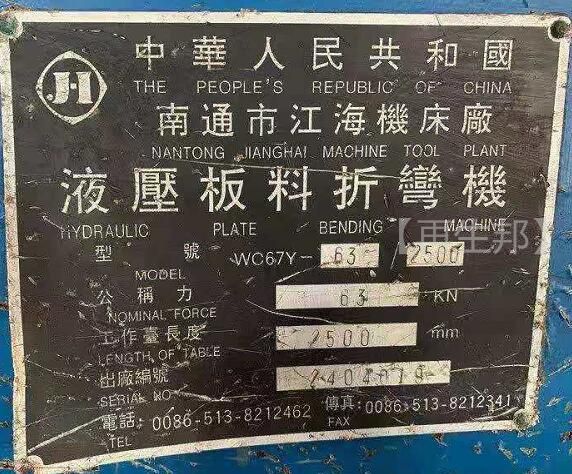 JH
中華人民共和國
THE PEOPLE'S REPUBLIC OF CHINA
南通市江海機床廠
NANTONG JIANGHAI MACHINE TOOL PLANT
液壓板料折彎機
HYDRAULIC PLATE BENDING MACHINE
【再生邦】
型號 WC67Y-63 2500
MODEL
公稱力 63 KN
NOMINAL FORCE
工作臺長度 2500 mm
LENGTH OF TABLE
出廠編號
SERIAL NO
電話: 0086-513-8212462 傳真: 0086-513-8212341
TEL FAX